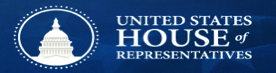 UNITED STATES
HOUSE of
REPRESENTATIVES